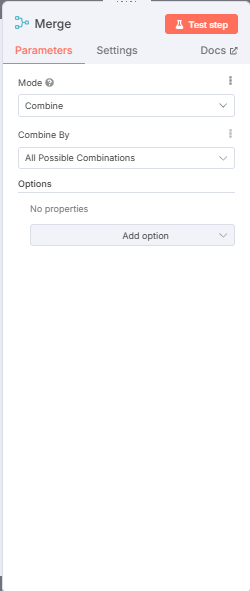 Merge
Test step
Parameters
Settings
Docs
Mode
Combine
Combine By
All Possible Combinations
Options
No properties
Add option